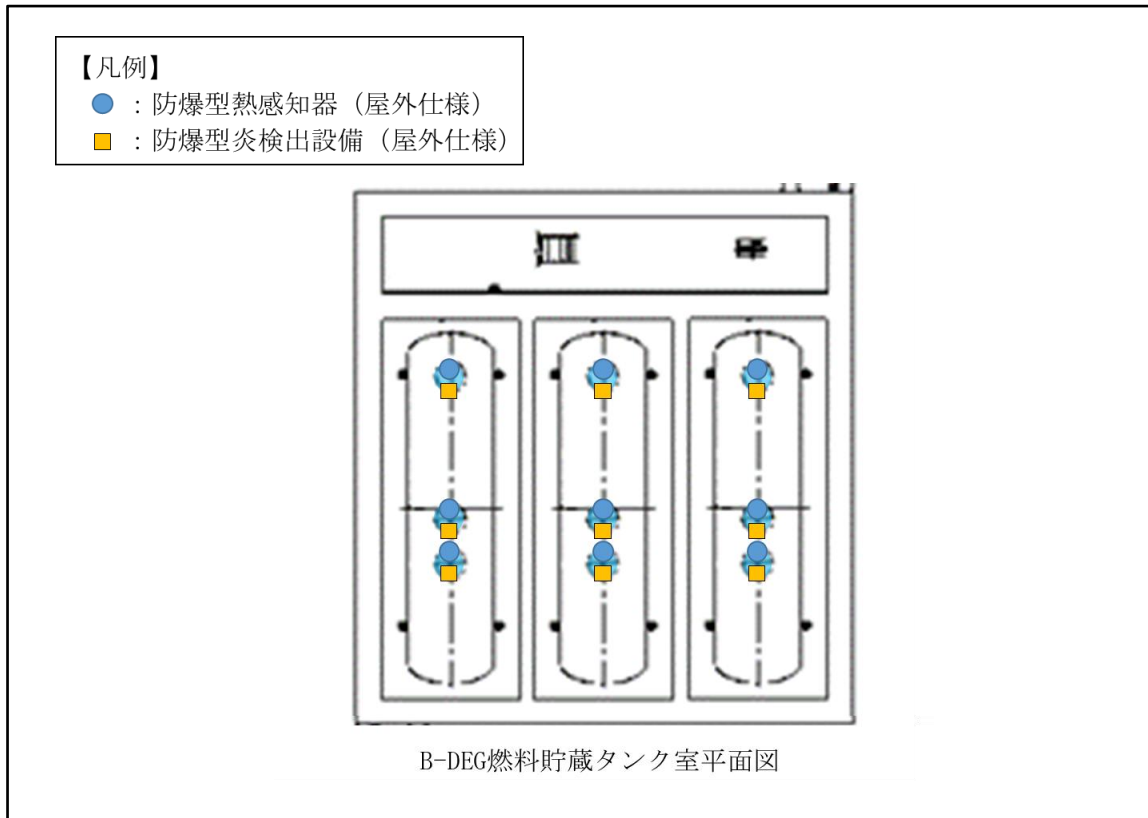 【凡例】
：防爆型熱感知器（屋外仕様）
：防爆型炎検出設備（屋外仕様）
B-DEG燃料貯蔵タンク室平面図